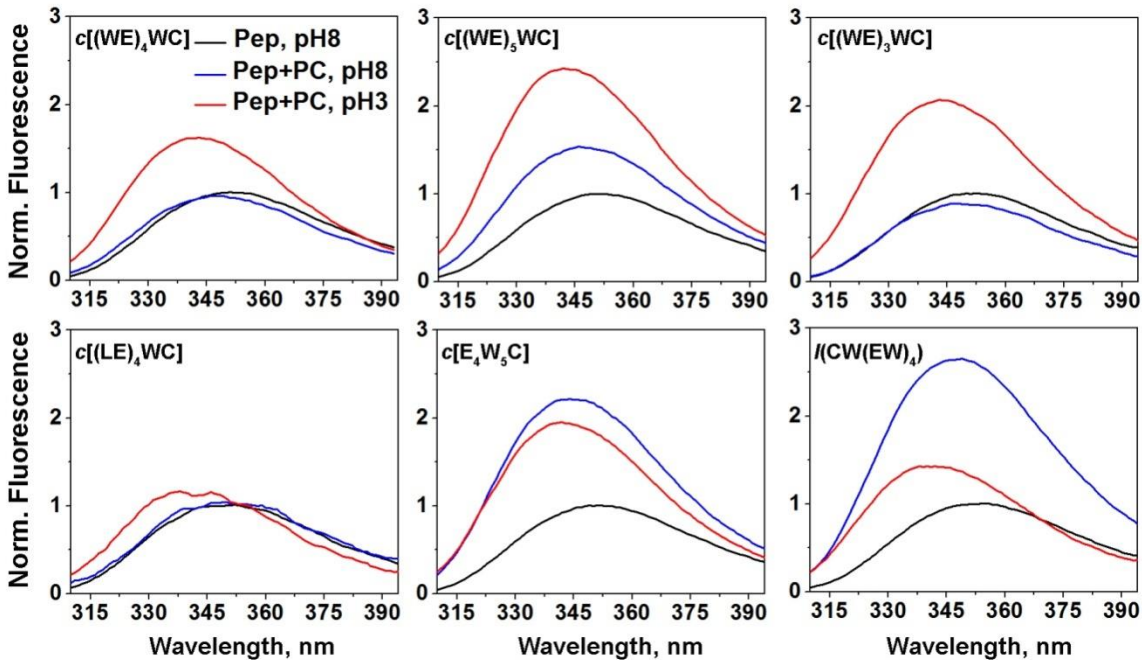 c[(WE)₄WC]
Pep, pH8
Pep+PC, pH8
Pep+PC, pH3
c[(WE)₅WC]
c[(WE)₃WC]
Norm. Fluorescence
3
2
1
0
315 330 345 360 375 390
3
2
1
0
315 330 345 360 375 390
3
2
1
0
315 330 345 360 375 390
c[(LE)₄WC]
c[E₄W₅C]
l(CW(EW)₄)
Norm. Fluorescence
3
2
1
0
315 330 345 360 375 390
3
2
1
0
315 330 345 360 375 390
3
2
1
0
315 330 345 360 375 390
Wavelength, nm
Wavelength, nm
Wavelength, nm